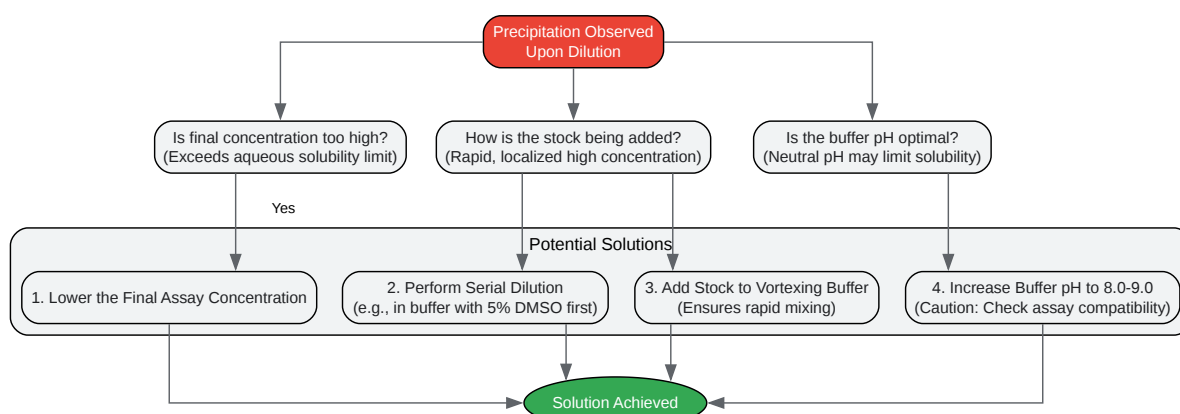 Precipitation Observed
Upon Dilution
Is final concentration too high?
(Exceeds aqueous solubility limit)
How is the stock being added?
(Rapid, localized high concentration)
Is the buffer pH optimal?
(Neutral pH may limit solubility)
Yes
Potential Solutions
1. Lower the Final Assay Concentration
2. Perform Serial Dilution
(e.g., in buffer with 5% DMSO first)
3. Add Stock to Vortexing Buffer
(Ensures rapid mixing)
4. Increase Buffer pH to 8.0-9.0
(Caution: Check assay compatibility)
Solution Achieved